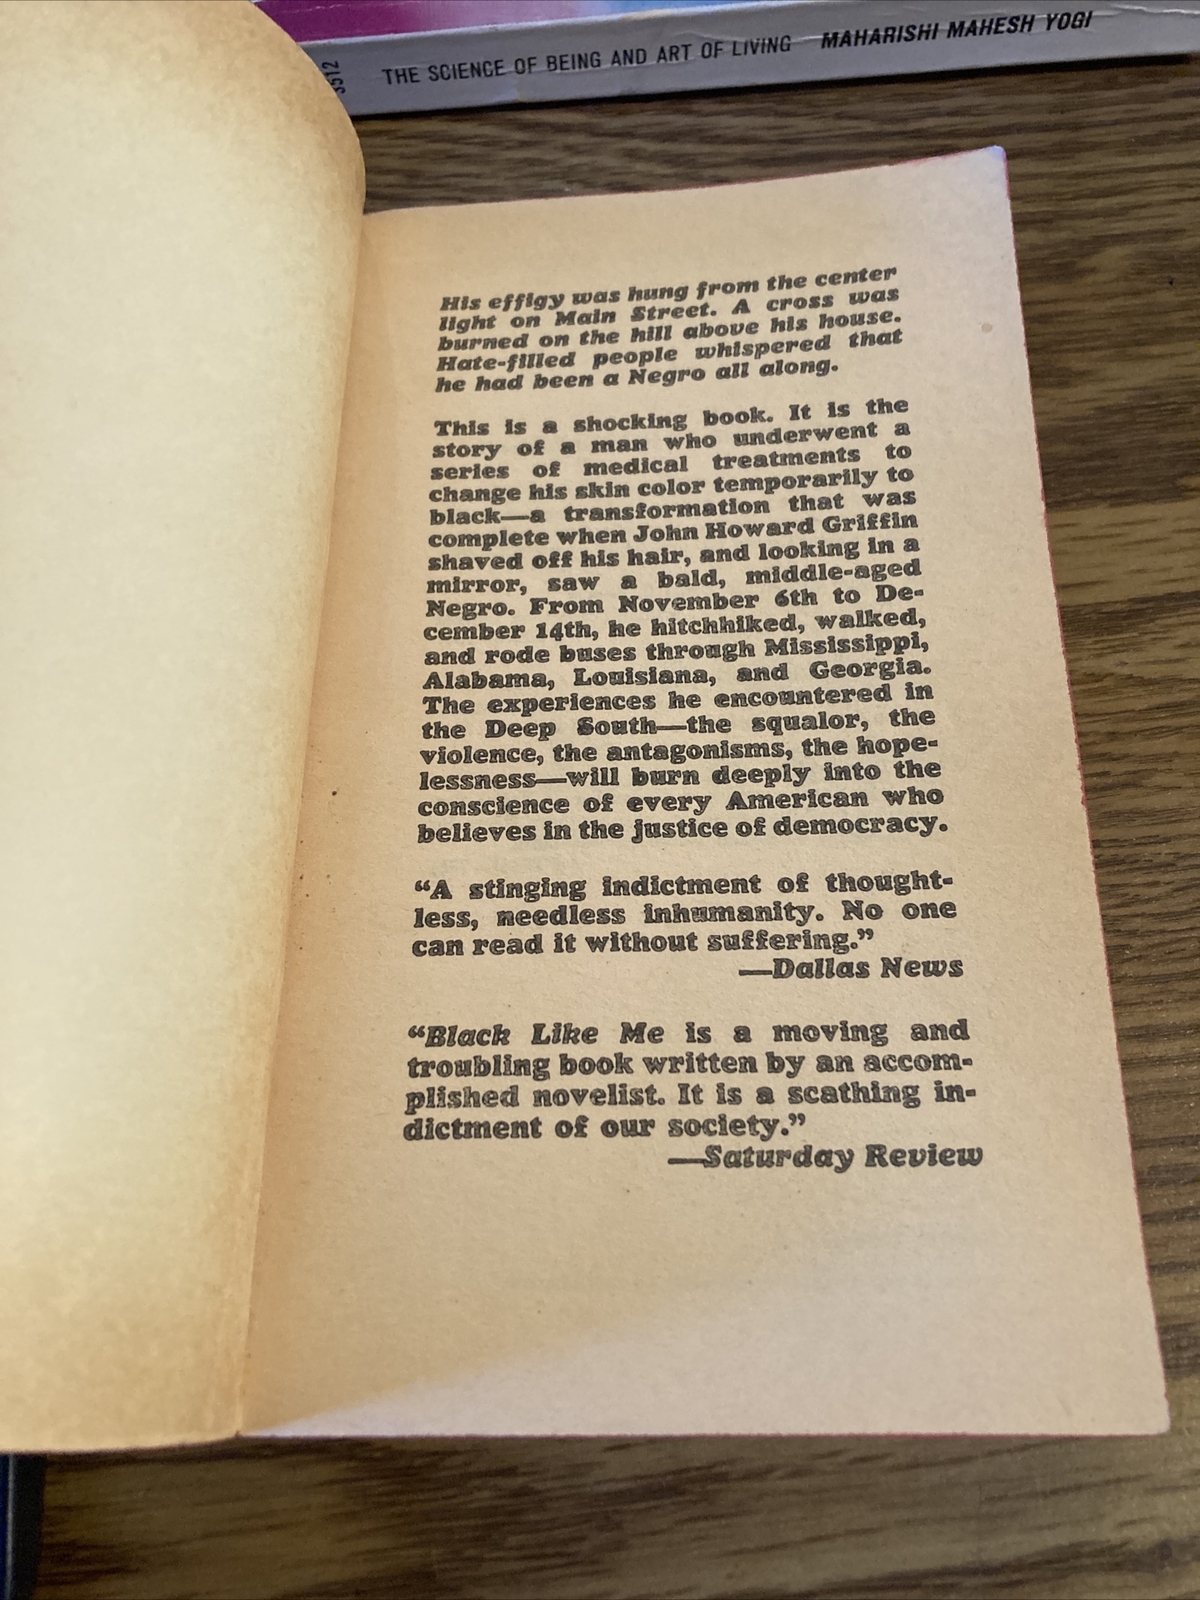 S512 THE SCIENCE OF BEING AND ART OF LIVING MAHARISHI MAHESH YOGI
His effigy was hung from the center
light on Main Street. A cross was
burned on the hill above his house.
Hate-filled people whispered that
he had been a Negro all along.
This is a shocking book. It is the
story of a man who underwent a
series of medical treatments to
change his skin color temporarily to
black—a transformation that was
complete when John Howard Griffin
shaved off his hair, and looking in a
mirror, saw a bald, middle-aged
Negro. From November 6th to De-
cember 14th, he hitchhiked, walked,
and rode buses through Mississippi,
Alabama, Louisiana, and Georgia.
The experiences he encountered in
the Deep South—the squalor, the
violence, the antagonisms, the hope-
lessness—will burn deeply into the
conscience of every American who
believes in the justice of democracy.
“A stinging indictment of thought-
less, needless inhumanity. No one
can read it without suffering.”
—Dallas News
“Black Like Me is a moving and
troubling book written by an accom-
plished novelist. It is a scathing in-
dictment of our society.”
—Saturday Review